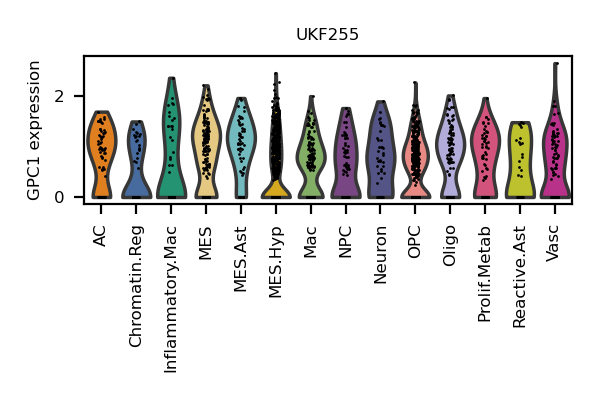 UKF255
GPC1 expression
2
0
AC
Chromatin.Reg
Inflammatory.Mac
MES
MES.Ast
MES.Hyp
Mac
NPC
Neuron
OPC
Oligo
Prolif.Metab
Reactive.Ast
Vasc